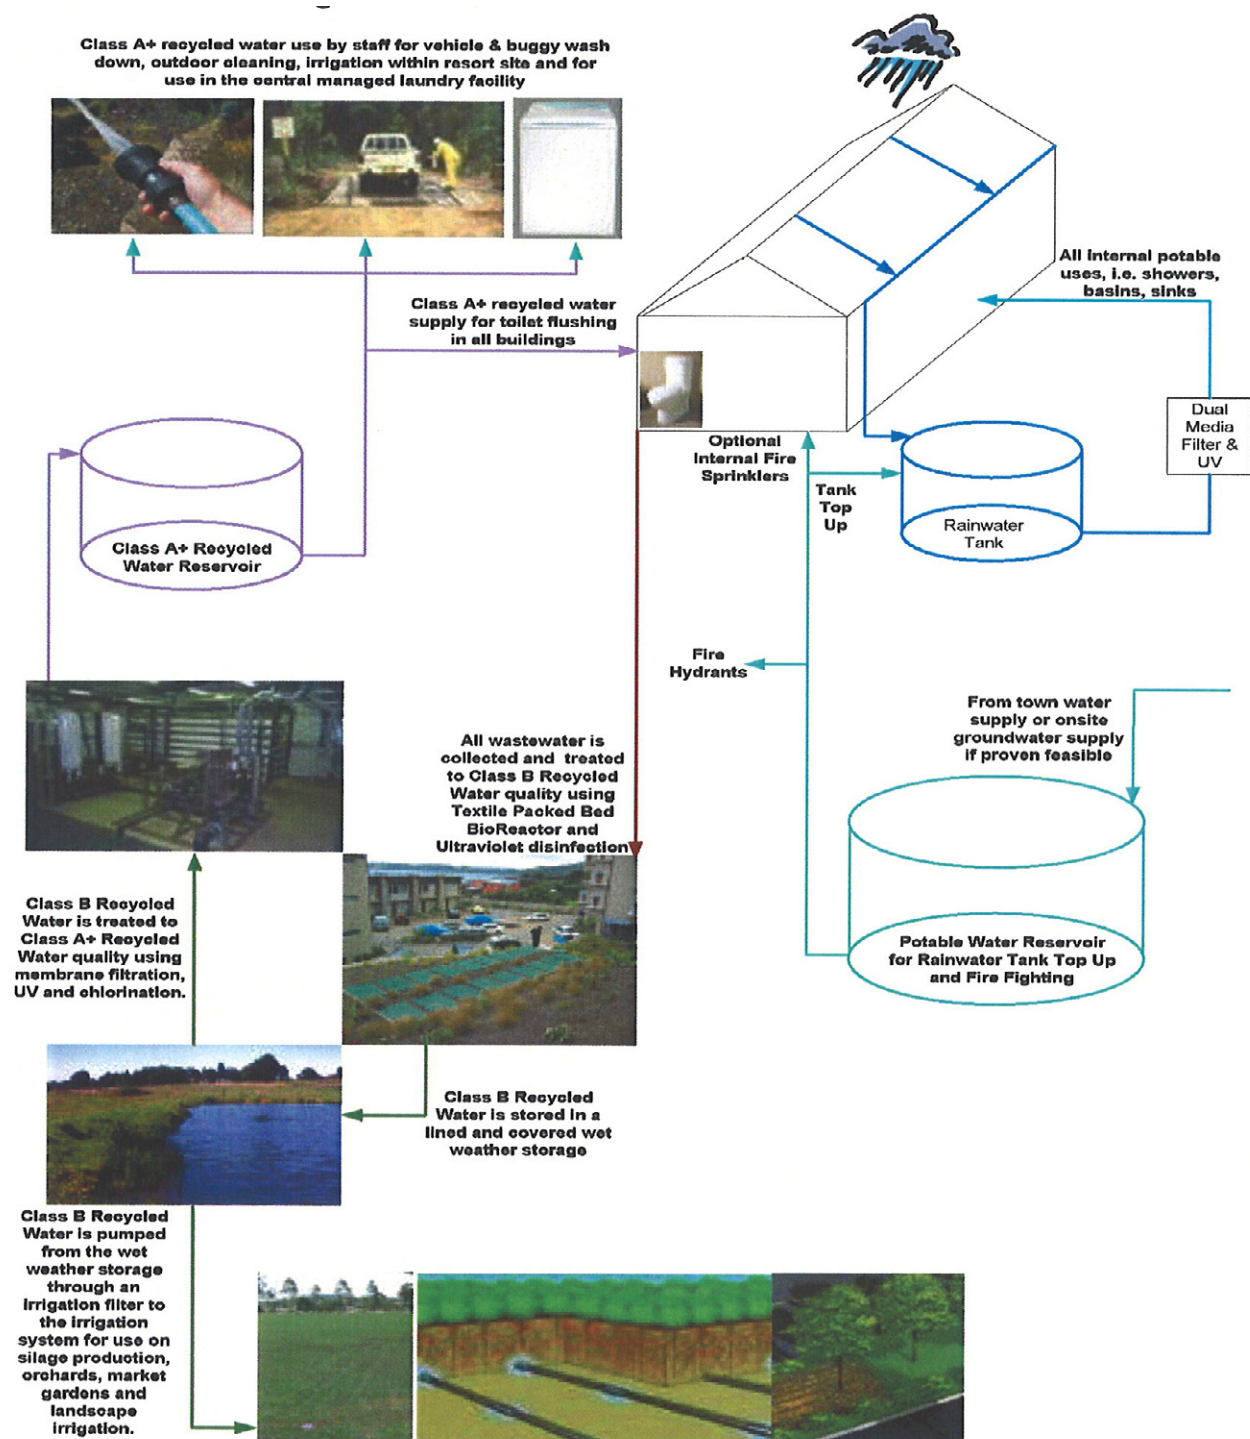 Class A+ recycled water use by staff for vehicle & buggy wash
down, outdoor cleaning, irrigation within resort site and for
use in the central managed laundry facility
All internal potable
uses, i.e. showers,
basins, sinks
Class A+ recycled water
supply for toilet flushing
in all buildings
Dual
Media
Filter &
UV
Optional
Internal Fire
Sprinklers
Tank
Top
Up
Rainwater
Tank
Class A+ Recycled
Water Reservoir
Fire
Hydrants
From town water
supply or onsite
groundwater supply
if proven feasible
All wastewater is
collected and treated
to Class B Recycled
Water quality using
Textile Packed Bed
BioReactor and
Ultraviolet disinfection
Class B Recycled
Water is treated to
Class A+ Recycled
Water quality using
membrane filtration,
UV and chlorination.
Potable Water Reservoir
for Rainwater Tank Top Up
and Fire Fighting
Class B Recycled
Water is stored in a
lined and covered wet
weather storage
Class B Recycled
Water is pumped
from the wet
weather storage
through an
irrigation filter to
the irrigation
system for use on
silage production,
orchards, market
gardens and
landscape
irrigation.